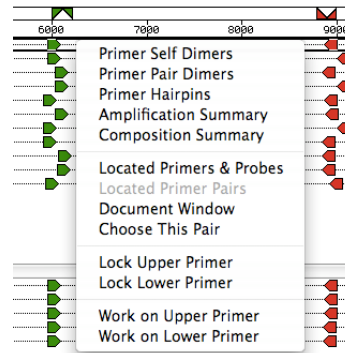 6000 7000 8000 9000
Primer Self Dimers
Primer Pair Dimers
Primer Hairpins
Amplification Summary
Composition Summary
Located Primers & Probes
Located Primer Pairs
Document Window
Choose This Pair
Lock Upper Primer
Lock Lower Primer
Work on Upper Primer
Work on Lower Primer